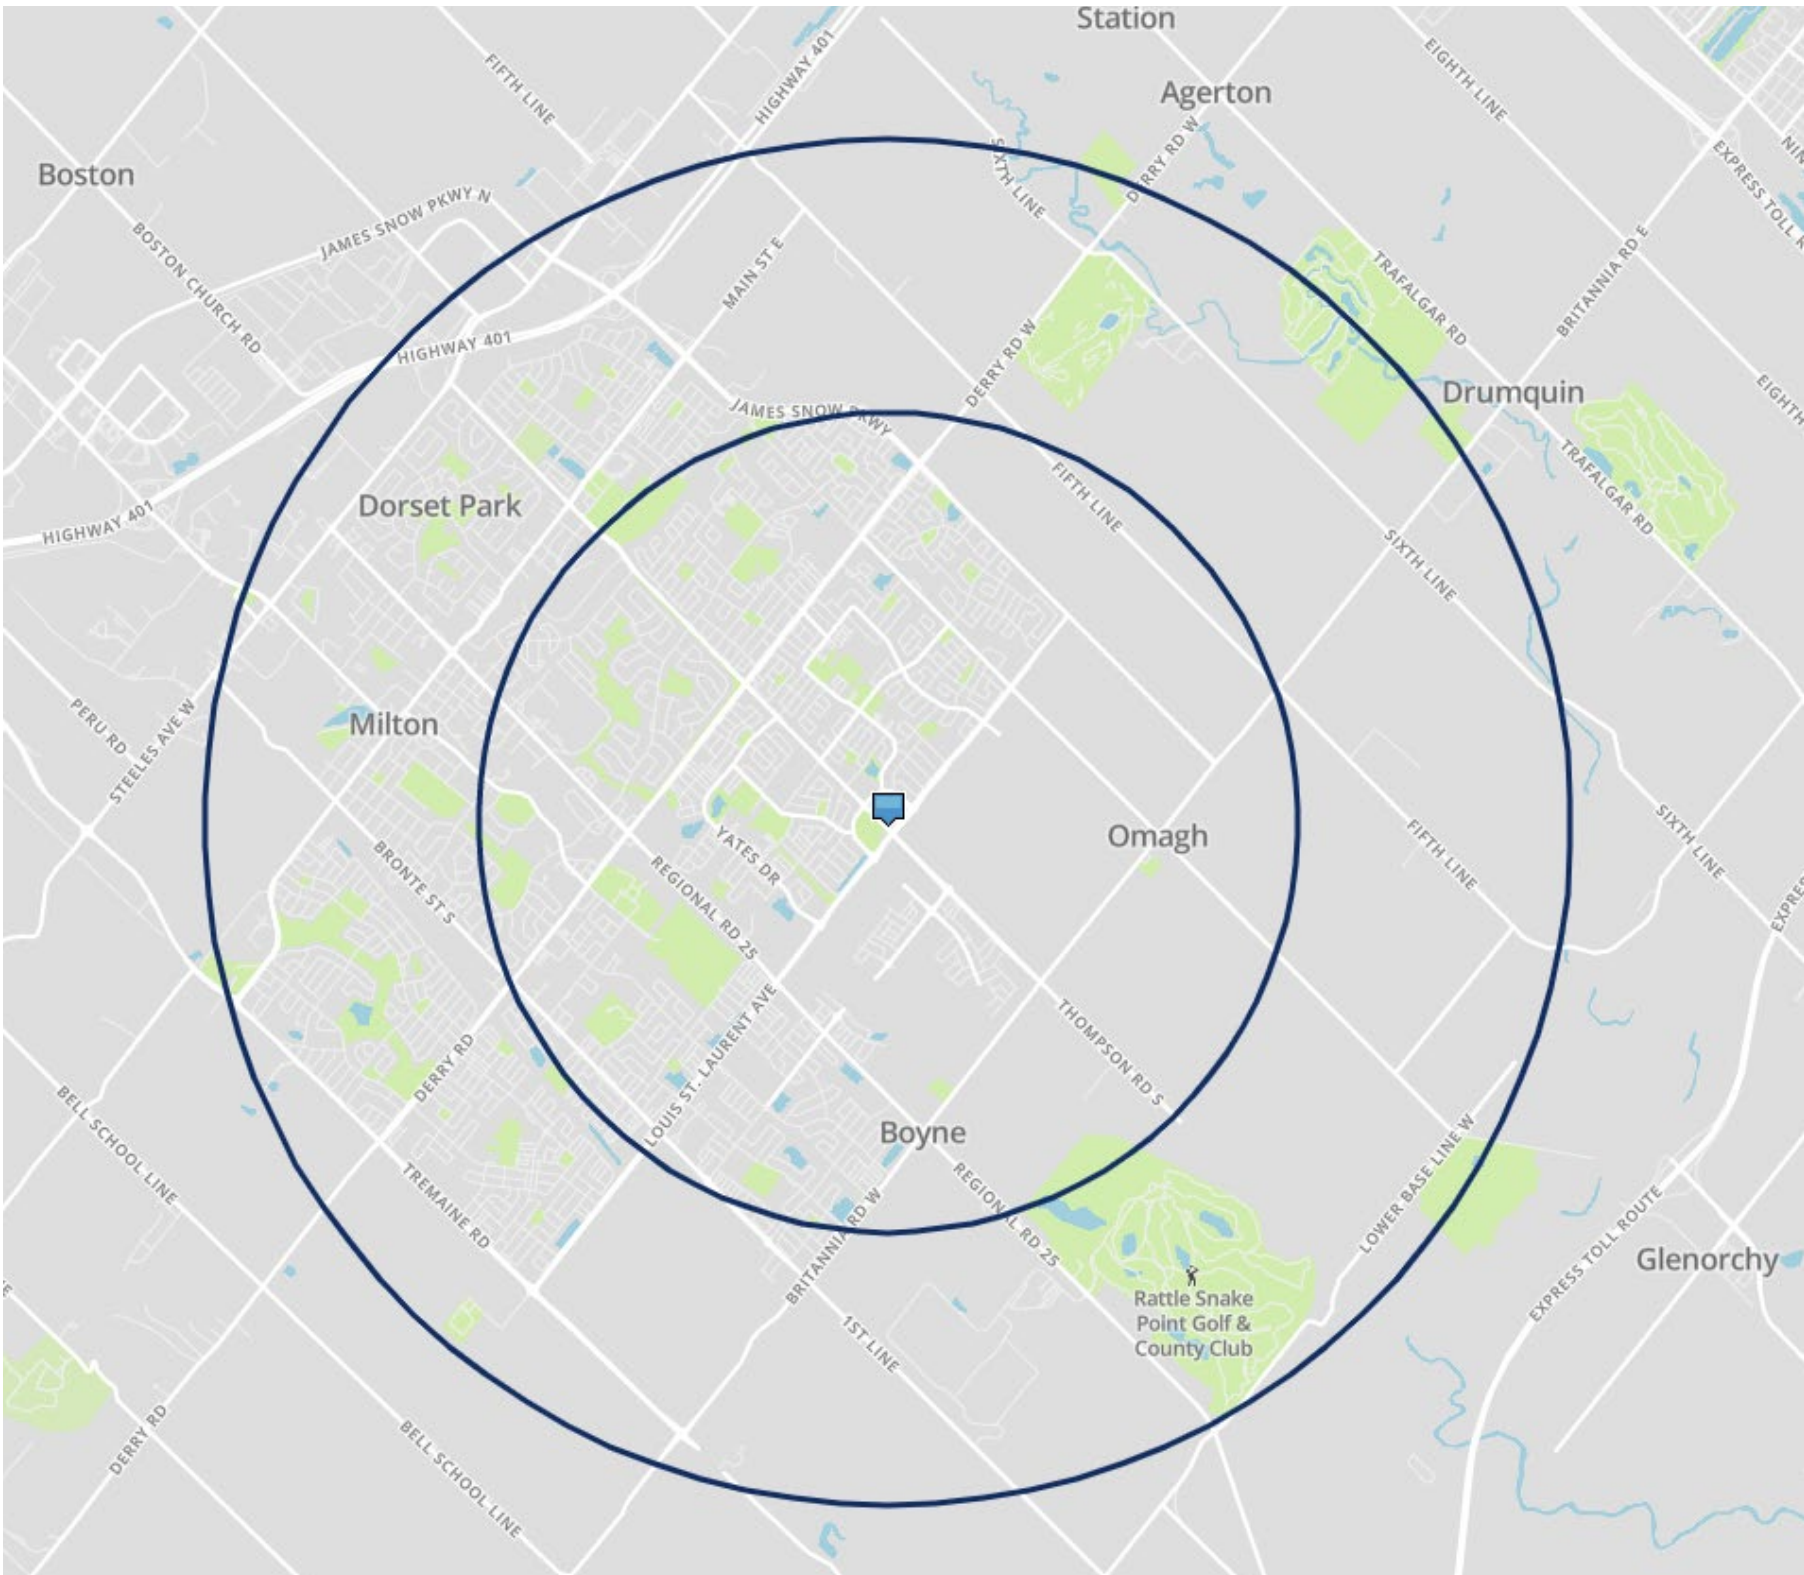 Station
FIFTH LINE
HIGHWAY 401
EIGHTH LINE
Agerton
SIXTH LINE
DERRY RD W
EXPRESS TOLL R
NIN
Boston
JAMES SNOW PKWY N
BOSTON CHURCH RD
MAIN ST E
TRAFALGAR RD
BRITANNIA RD E
HIGHWAY 401
DERRY RD W
JAMES SNOW PKWY
Drumquin
EIGHTH
HIGHWAY 401
Dorset Park
FIFTH LINE
TRAFALGAR RD
SIXTH LINE
PERU RD
STEELES AVE W
Milton
BRONTE ST S
YATES DR
REGIONAL RD 25
Omagh
FIFTH LINE
SIXTH LINE
EXPRE
LOUIS ST. LAURENT AVE
THOMPSON RD S
DERRY RD
BELL SCHOOL LINE
Boyne
TREMAINE RD
REGIONAL RD 25
LOWER BASE LINE W
EXPRESS TOLL ROUTE
Glenorchy
BRITANNIA RD W
E
Rattle Snake
Point Golf &
County Club
1ST LINE
DERRY RD
BELL SCHOOL LINE